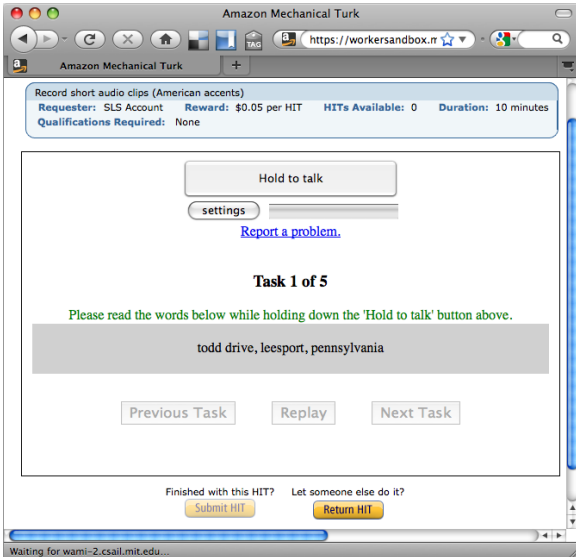 Amazon Mechanical Turk
TAG
a https://workersandbox.m
Q
a Amazon Mechanical Turk +
Record short audio clips (American accents)
Requester: SLS Account Reward: $0.05 per HIT HITs Available: 0 Duration: 10 minutes
Qualifications Required: None
Hold to talk
settings
Report a problem.
Task 1 of 5
Please read the words below while holding down the 'Hold to talk' button above.
todd drive, leesport, pennsylvania
Previous Task Replay Next Task
Finished with this HIT? Let someone else do it?
Submit HIT Return HIT
Waiting for wami-2.csail.mit.edu...